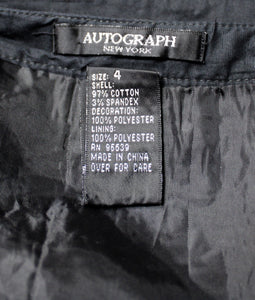 AUTOGRAPH
NEW YORK
SIZE: 4
SHELL:
97% COTTON
3% SPANDEX
DECORATION:
100% POLYESTER
LINING:
100% POLYESTER
RN 96639
MADE IN CHINA
OVER FOR CARE